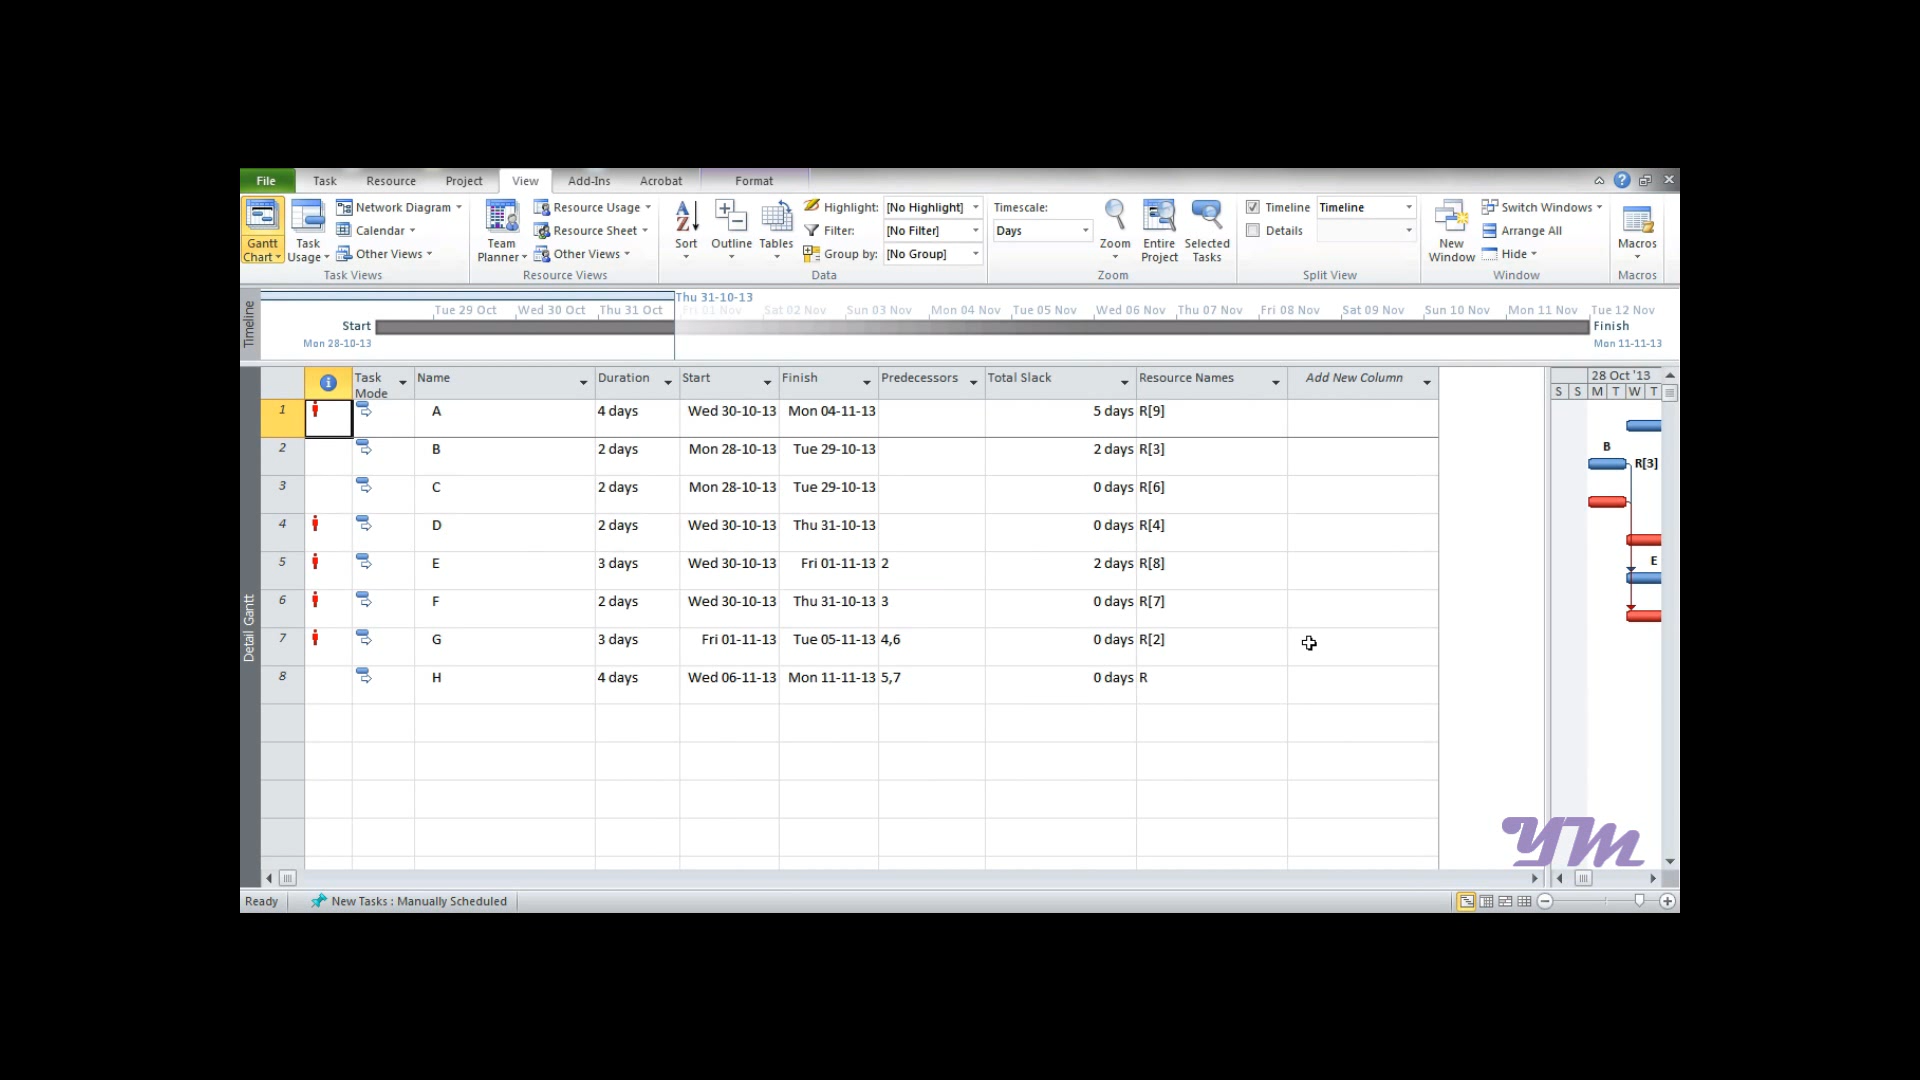 File Task Resource Project View Add-Ins Acrobat Format
Gantt Chart
Task Usage
Network Diagram
Calendar
Other Views
Task Views
Team Planner
Resource Usage
Resource Sheet
Other Views
Resource Views
Sort
Outline
Tables
Highlight: [No Highlight]
Filter: [No Filter]
Group by: [No Group]
Data
Timescale:
Days
Zoom
Entire Project
Selected Tasks
Zoom
Timeline Timeline
Details
Split View
New Window
Switch Windows
Arrange All
Hide
Window
Macros
Macros
Timeline
Thu 31-10-13
Tue 29 Oct Wed 30 Oct Thu 31 Oct Fri 01 Nov Sat 02 Nov Sun 03 Nov Mon 04 Nov Tue 05 Nov Wed 06 Nov Thu 07 Nov Fri 08 Nov Sat 09 Nov Sun 10 Nov Mon 11 Nov Tue 12 Nov
Start Finish
Mon 28-10-13 Mon 11-11-13
Task Mode Name Duration Start Finish Predecessors Total Slack Resource Names Add New Column
28 Oct '13
S S M T W T
1 A 4 days Wed 30-10-13 Mon 04-11-13 5 days R[9]
2 B 2 days Mon 28-10-13 Tue 29-10-13 2 days R[3]
3 C 2 days Mon 28-10-13 Tue 29-10-13 0 days R[6]
4 D 2 days Wed 30-10-13 Thu 31-10-13 0 days R[4]
5 E 3 days Wed 30-10-13 Fri 01-11-13 2 2 days R[8]
6 F 2 days Wed 30-10-13 Thu 31-10-13 3 0 days R[7]
7 G 3 days Fri 01-11-13 Tue 05-11-13 4,6 0 days R[2]
8 H 4 days Wed 06-11-13 Mon 11-11-13 5,7 0 days R
B
R[3]
E
Detail Gantt
YM
Ready New Tasks : Manually Scheduled